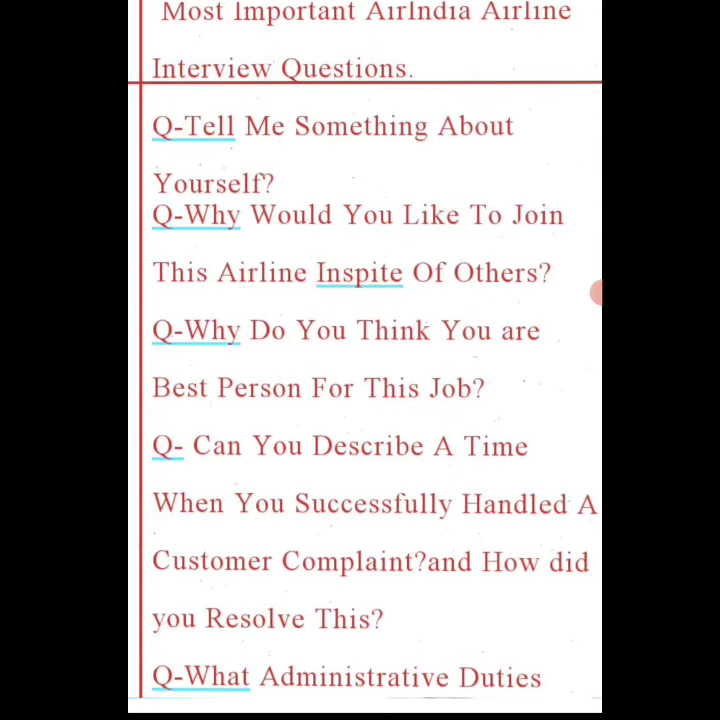 Most Important AirIndia Airline
Interview Questions.
Q-Tell Me Something About
Yourself?
Q-Why Would You Like To Join
This Airline Inspite Of Others?
Q-Why Do You Think You are
Best Person For This Job?
Q- Can You Describe A Time
When You Successfully Handled A
Customer Complaint?and How did
you Resolve This?
Q-What Administrative Duties